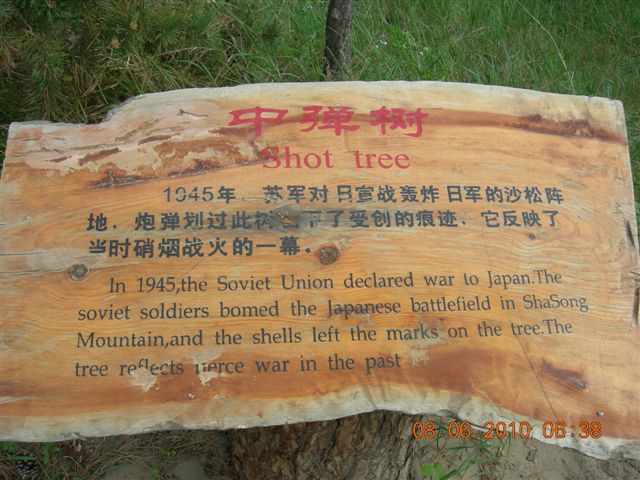 中弹树
Shot tree
1945年，苏军对日宣战轰炸日军的沙松阵
地，炮弹划过此树留下了受创的痕迹，它反映了
当时硝烟战火的一幕。
In 1945,the Soviet Union declared war to Japan.The
soviet soldiers bomed the Japanese battlefield in ShaSong
Mountain,and the shells left the marks on the tree.The
tree reflects fierce war in the past
08.06.2010 06:38